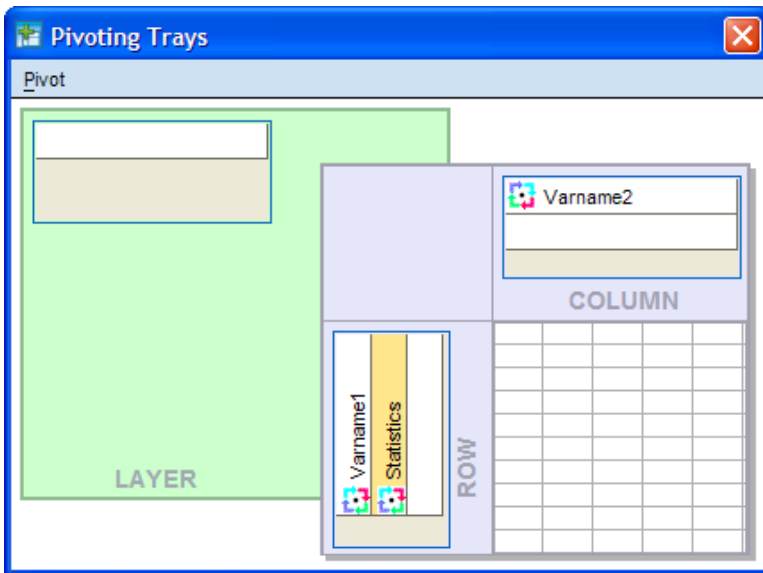 Pivoting Trays
Pivot
Varname2
COLUMN
Varname1
Statistics
ROW
LAYER